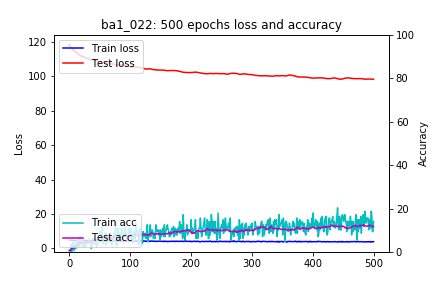 ba1_022: 500 epochs loss and accuracy
120
100
80
60
40
20
0
Loss
Train loss
Test loss
Train acc
Test acc
0
100
200
300
400
500
100
80
60
40
20
0
Accuracy